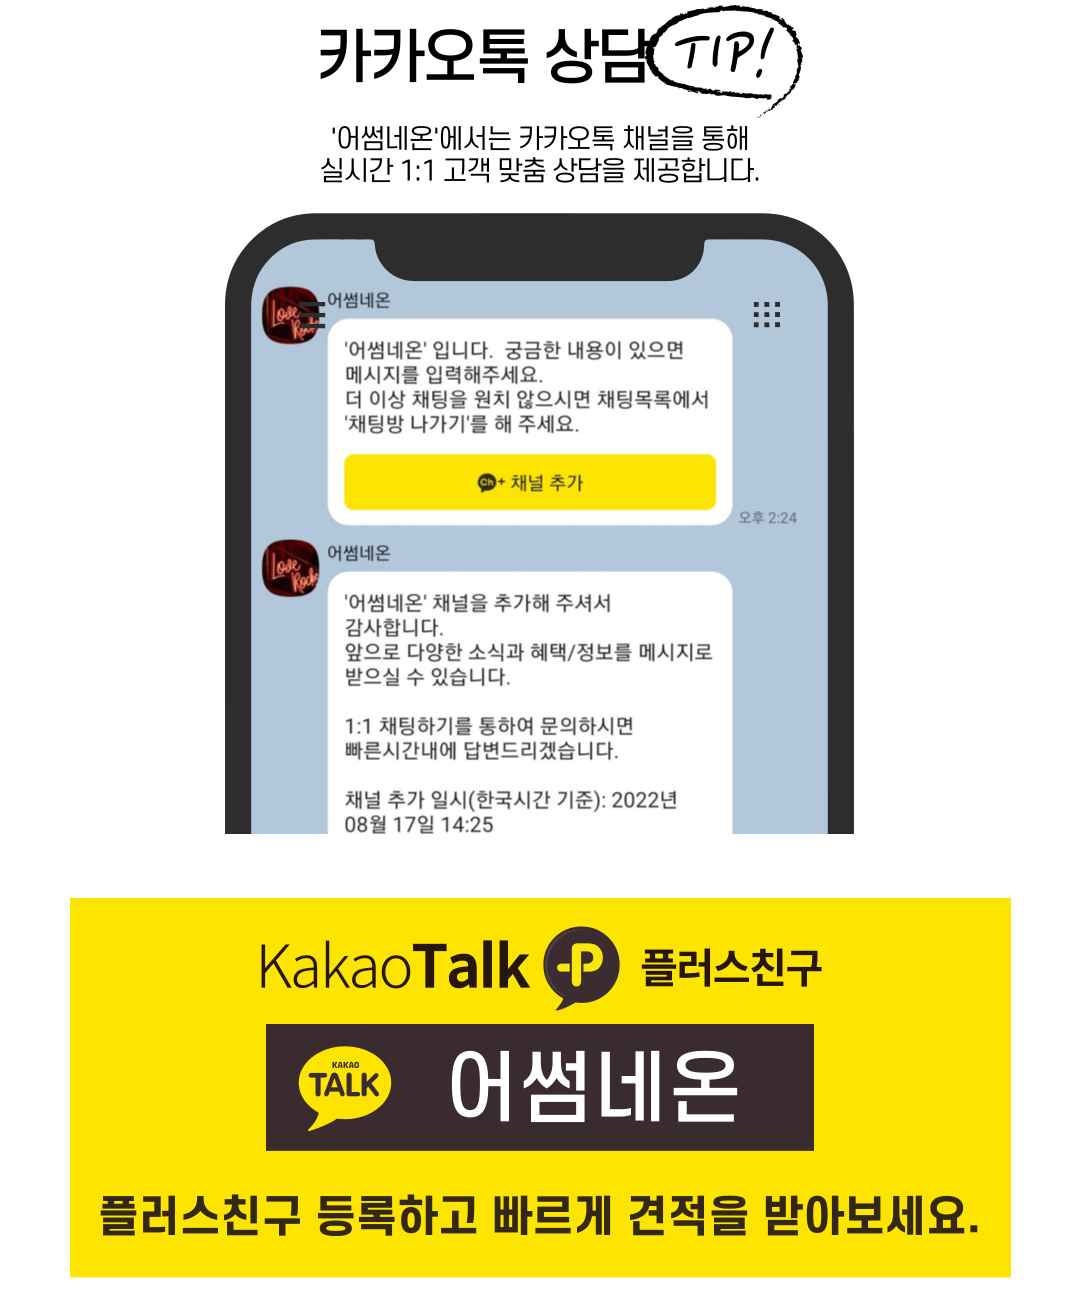 카카오톡 상담 TIP!
'어썸네온'에서는 카카오톡 채널을 통해
실시간 1:1 고객 맞춤 상담을 제공합니다.
어썸네온
Love
Rocks
'어썸네온' 입니다. 궁금한 내용이 있으면
메시지를 입력해주세요.
더 이상 채팅을 원치 않으시면 채팅목록에서
'채팅방 나가기'를 해 주세요.
Ch+ 채널 추가
오후 2:24
어썸네온
Love
Rocks
'어썸네온' 채널을 추가해 주셔서
감사합니다.
앞으로 다양한 소식과 혜택/정보를 메시지로
받으실 수 있습니다.
1:1 채팅하기를 통하여 문의하시면
빠른시간내에 답변드리겠습니다.
채널 추가 일시(한국시간 기준): 2022년
08월 17일 14:25
KakaoTalk P 플러스친구
KAKAO
TALK
어썸네온
플러스친구 등록하고 빠르게 견적을 받아보세요.